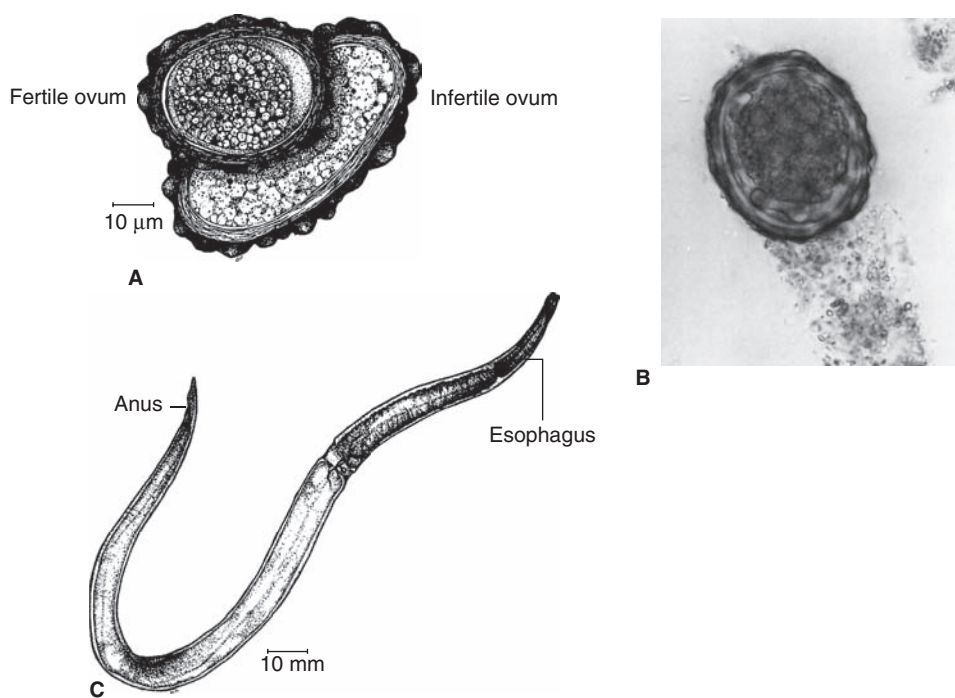 Fertile ovum
Infertile ovum
10 μm
A
B
Anus
Esophagus
10 mm
C